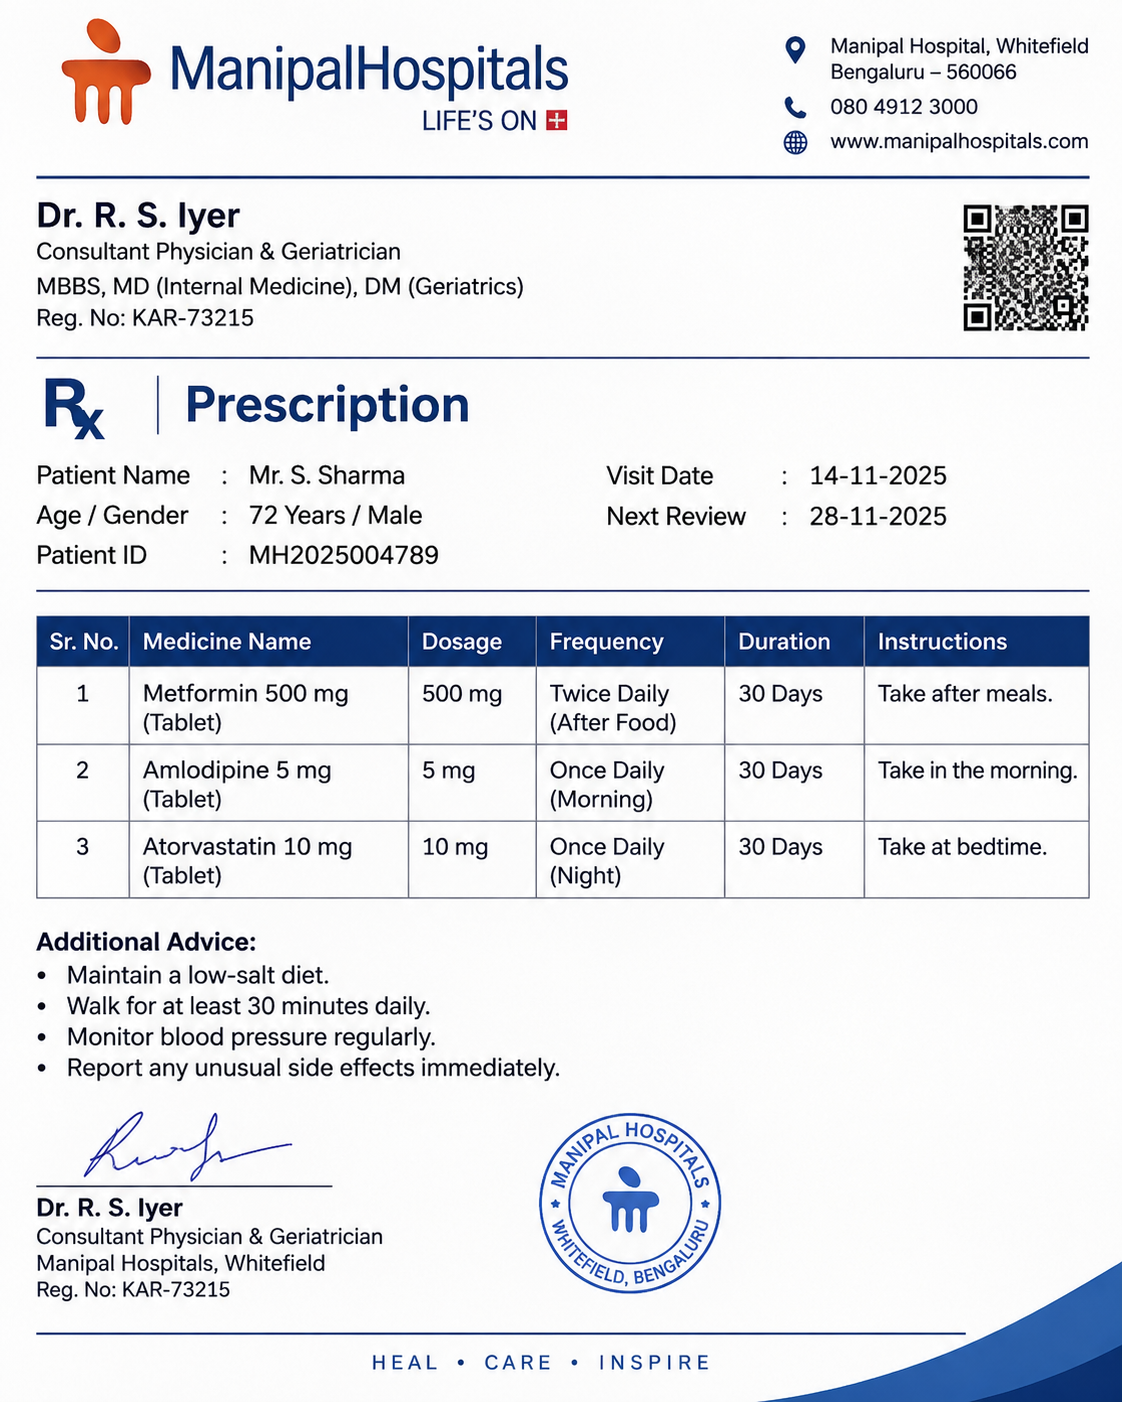 ManipalHospitals
LIFE'S ON
Manipal Hospital, Whitefield
Bengaluru – 560066
080 4912 3000
www.manipalhospitals.com
Dr. R. S. Iyer
Consultant Physician & Geriatrician
MBBS, MD (Internal Medicine), DM (Geriatrics)
Reg. No: KAR-73215
Rx Prescription
Patient Name : Mr. S. Sharma Visit Date : 14-11-2025
Age / Gender : 72 Years / Male Next Review : 28-11-2025
Patient ID : MH2025004789
Sr. No. Medicine Name Dosage Frequency Duration Instructions
1 Metformin 500 mg 500 mg Twice Daily 30 Days Take after meals.
(Tablet) (After Food)
2 Amlodipine 5 mg 5 mg Once Daily 30 Days Take in the morning.
(Tablet) (Morning)
3 Atorvastatin 10 mg 10 mg Once Daily 30 Days Take at bedtime.
(Tablet) (Night)
Additional Advice:
• Maintain a low-salt diet.
• Walk for at least 30 minutes daily.
• Monitor blood pressure regularly.
• Report any unusual side effects immediately.
Dr. R. S. Iyer
Consultant Physician & Geriatrician
Manipal Hospitals, Whitefield
Reg. No: KAR-73215
MANIPAL HOSPITALS
WHITEFIELD, BENGALURU
HEAL • CARE • INSPIRE